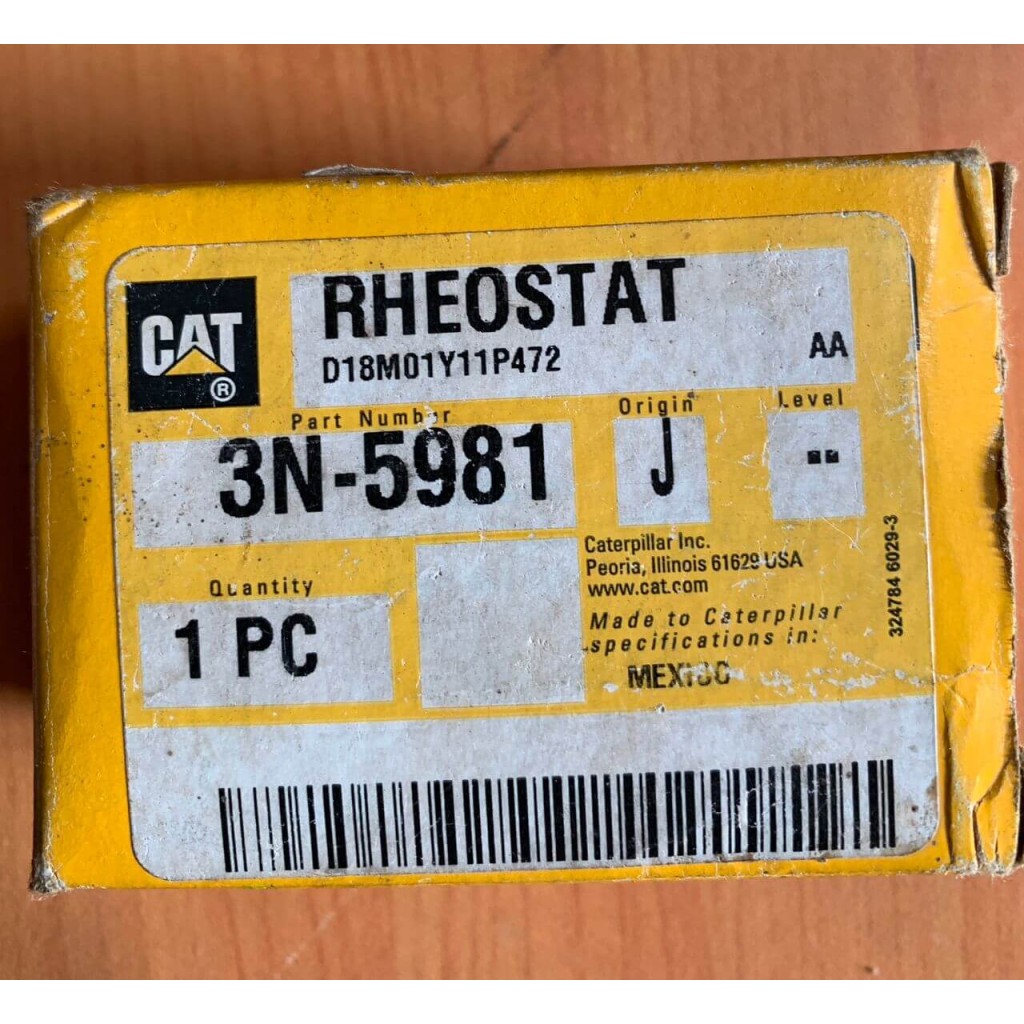 CAT
®
RHEOSTAT
D18M01Y11P472
AA
Part Number
Origin
Level
3N-5981
J
--
Quantity
1 PC
Caterpillar Inc.
Peoria, Illinois 61629 USA
www.cat.com
Made to Caterpillar
specifications in:
MEXICO
324784 6029-3